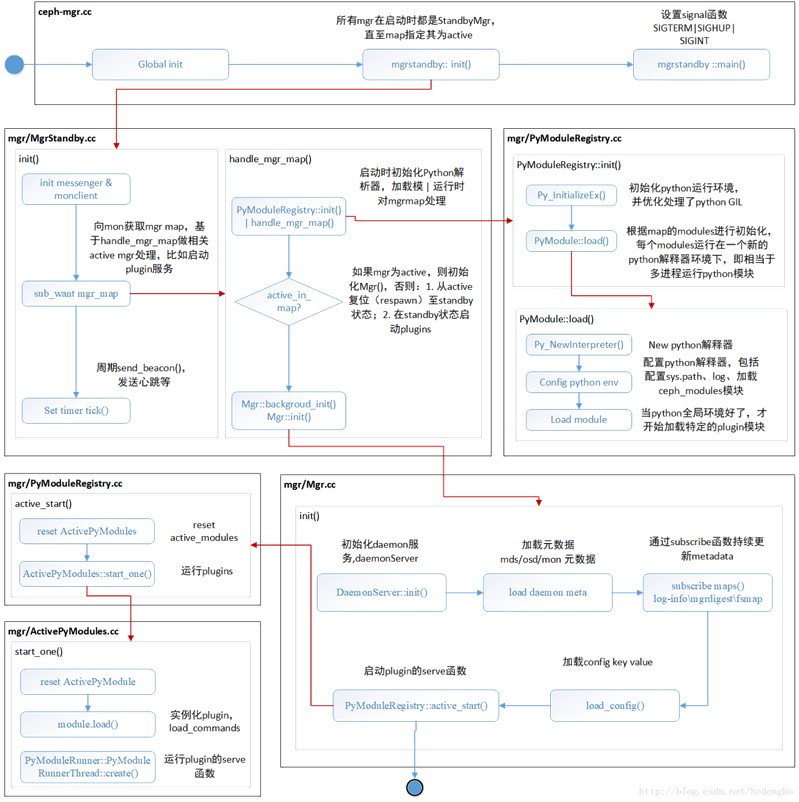 ceph-mgr.cc
所有mgr在启动时都是StandbyMgr,
直至map指定其为active
设置signal函数
SIGTERM|SIGHUP|
SIGINT
Global init
mgrstandby:: init()
mgrstandby ::main()
mgr/MgrStandby.cc
init()
init messenger &
monclient
向mon获取mgr map，基
于handle_mgr_map做相关
active mgr处理，比如启动
plugin服务
sub_want mgr_map
周期send_beacon(),
发送心跳等
Set timer tick()
handle_mgr_map()
启动时初始化Python解
析器，加载模 | 运行时
对mgrmap处理
PyModuleRegistry::init()
| handle_mgr_map()
如果mgr为active，则初始
化Mgr()，否则：1. 从active
复位（respawn）至standby
状态；2. 在standby状态启
动plugins
active_in_
map?
Mgr::backgroud_init()
Mgr::init()
mgr/PyModuleRegistry.cc
PyModuleRegistry::init()
Py_InitializeEx()
初始化python运行环境，
并优化处理了python GIL
PyModule::load()
根据map的modules进行初始化，
每个modules运行在一个新的
python解释器环境下，即相当于
多进程运行python模块
PyModule::load()
Py_NewInterpreter()
New python解释器
Config python env
配置python解释器，包括
配置sys.path、log、加载
ceph_modules模块
Load module
当python全局环境好了，才
开始加载特定的plugin模块
mgr/PyModuleRegistry.cc
active_start()
reset ActivePyModules
reset
active_modules
ActivePyModules::start_one()
运行plugins
mgr/ActivePyModules.cc
start_one()
reset ActivePyModule
module.load()
实例化plugin，
load_commands
PyModuleRunner::PyModule
RunnerThread::create()
运行plugin的serve
函数
mgr/Mgr.cc
init()
初始化daemon服
务,daemonServer
加载元数据
mds/osd/mon 元数据
通过subscribe函数持续更
新metadata
DaemonServer::init()
load daemon meta
subscribe maps()
log-info\mgrdigest\fsmap
启动plugin的serve函数
加载config key value
PyModuleRegistry::active_start()
load_config()
http://blog.csdn.net/hedongho